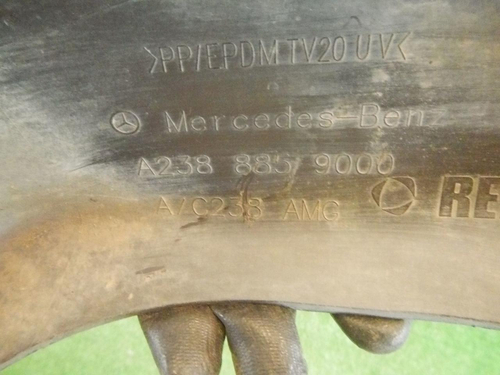 >PP/EPDM TV20 UV<
Mercedes-Ben
A238 885 9000
A/C238 AMG
RE